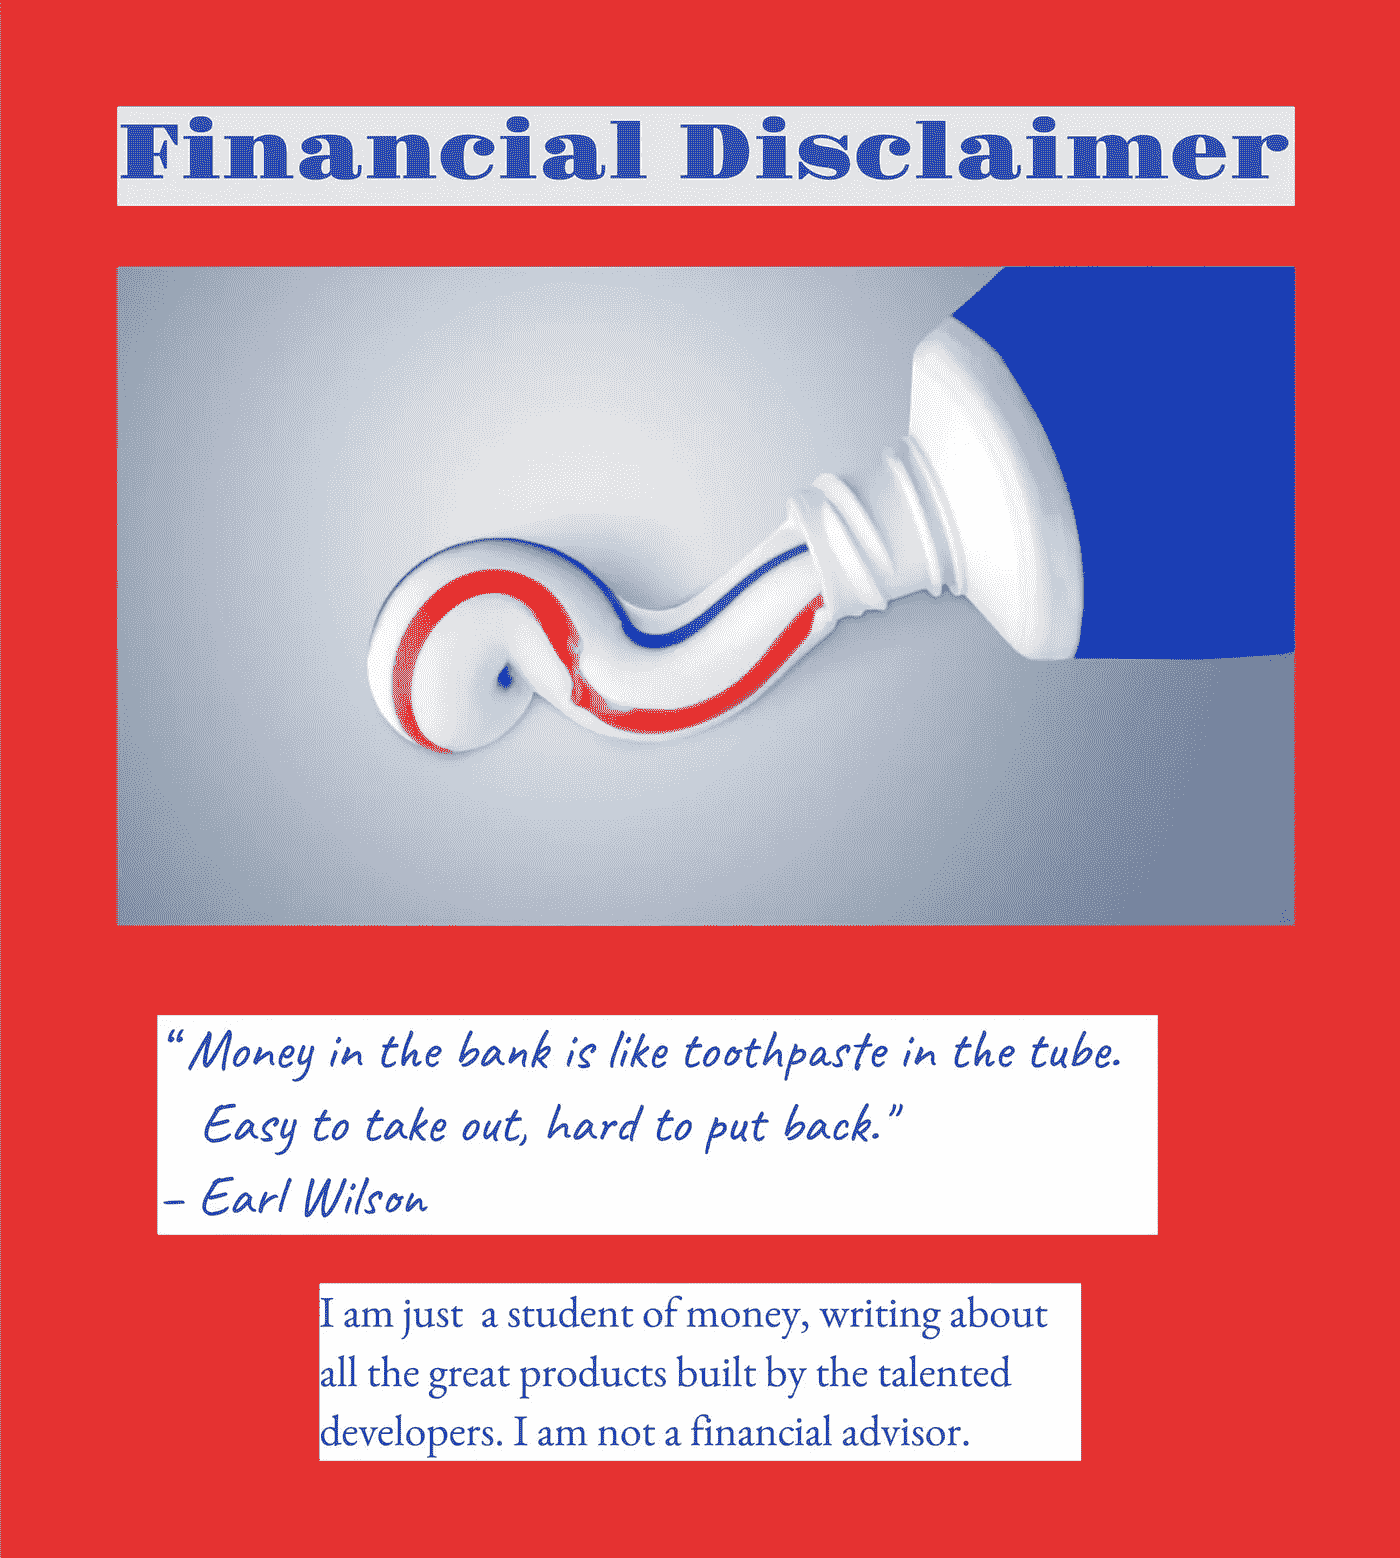 Financial Disclaimer
“Money in the bank is like toothpaste in the tube.
Easy to take out, hard to put back.”
– Earl Wilson
I am just  a student of money, writing about
all the great products built by the talented
developers. I am not a financial advisor.